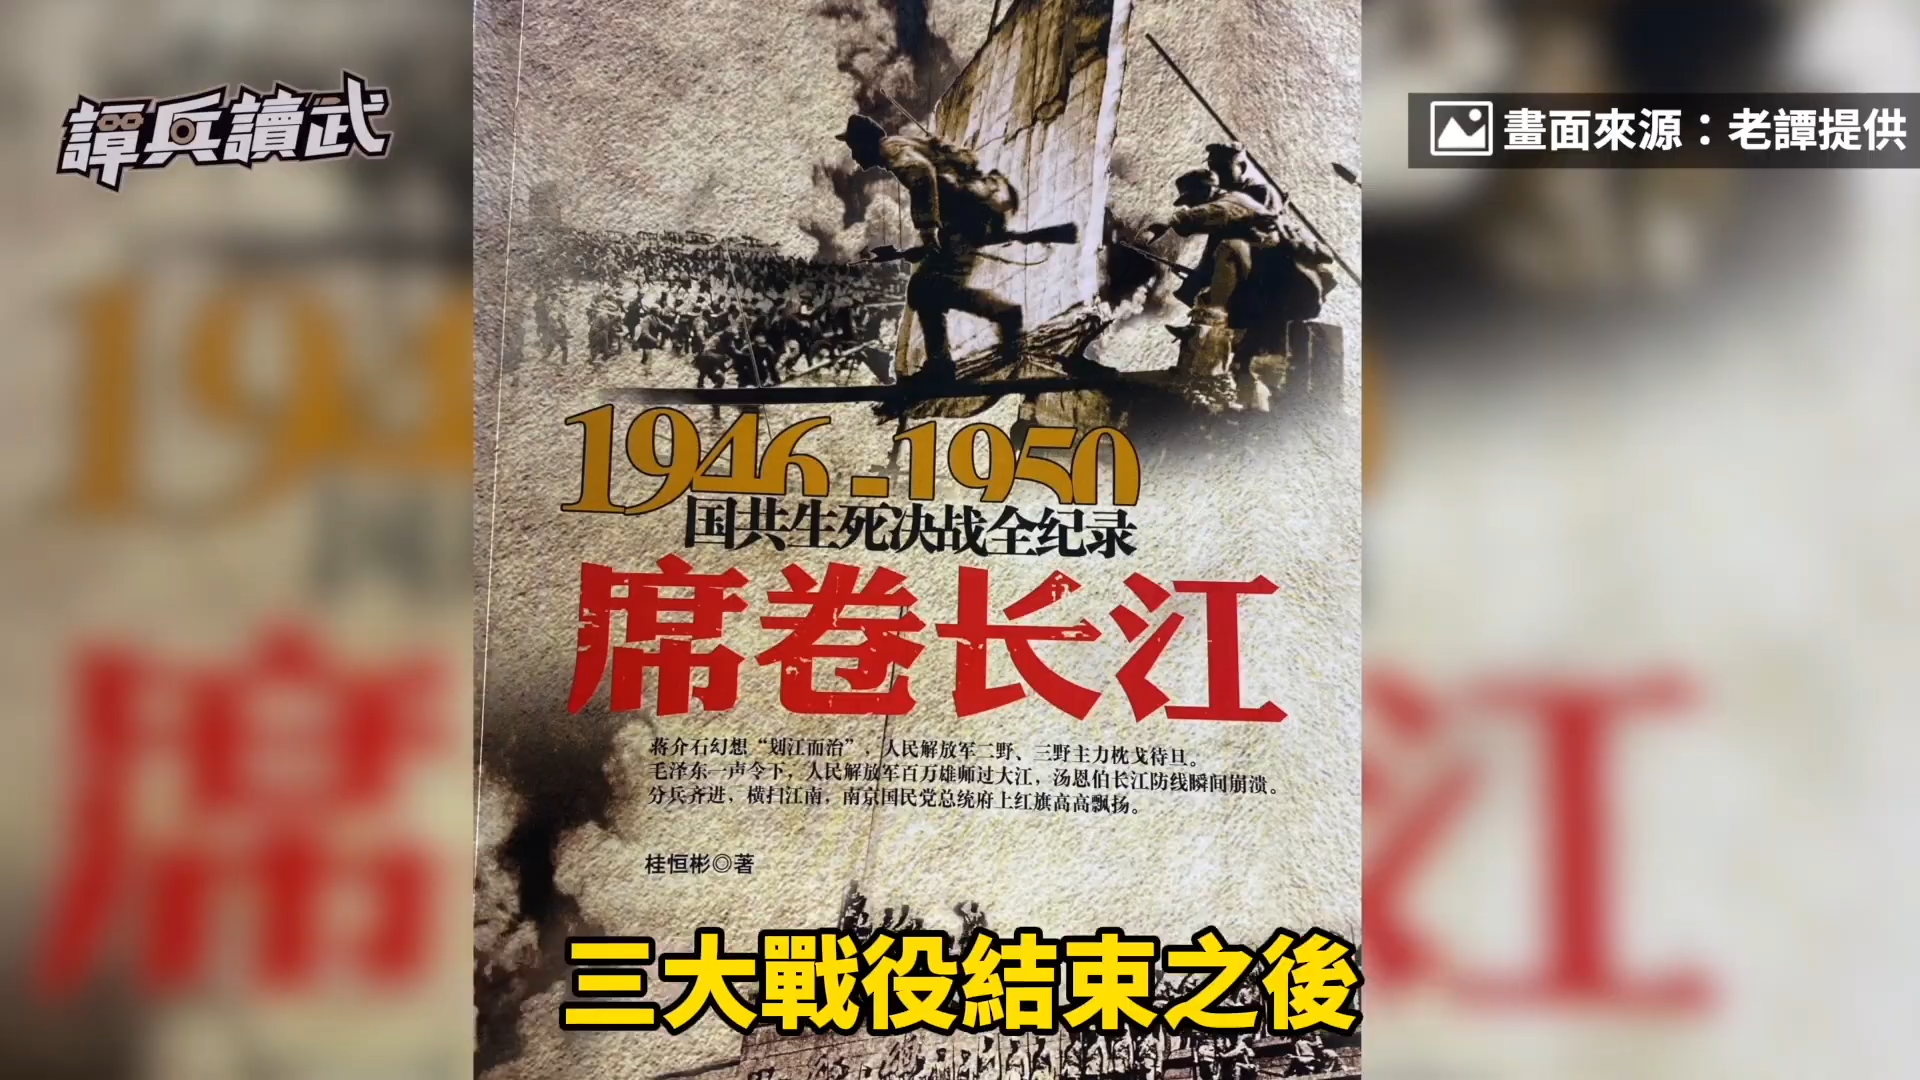 譚兵讀武
畫面來源：老譚提供
1946-1950
国共生死决战全纪录
席卷长江
蒋介石幻想“划江而治”，人民解放军二野、三野主力枕戈待旦。
毛泽东一声令下，人民解放军百万雄师过大江，汤恩伯长江防线瞬间崩溃。
分兵齐进，横扫江南，南京国民党总统府上红旗高高飘扬。
桂恒彬◎著
三大戰役結束之後